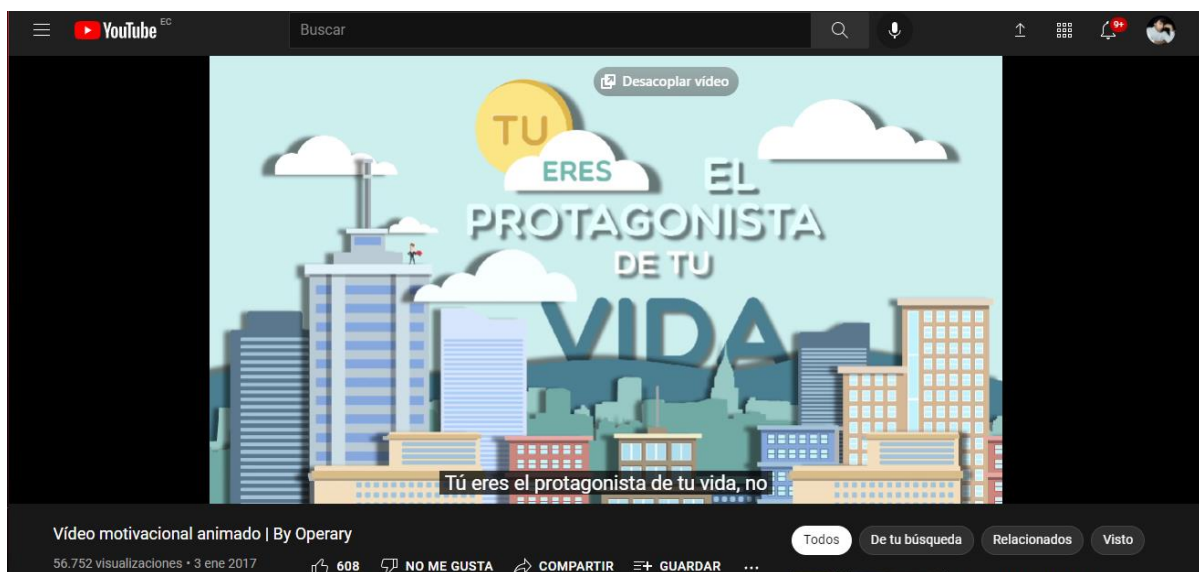 YouTube EC
Buscar
9+
Desacoplar vídeo
TU
ERES
EL
PROTAGONISTA
DE TU
VIDA
Tú eres el protagonista de tu vida, no
Vídeo motivacional animado | By Operary
Todos De tu búsqueda Relacionados Visto
56.752 visualizaciones • 3 ene 2017 608 NO ME GUSTA COMPARTIR GUARDAR ...